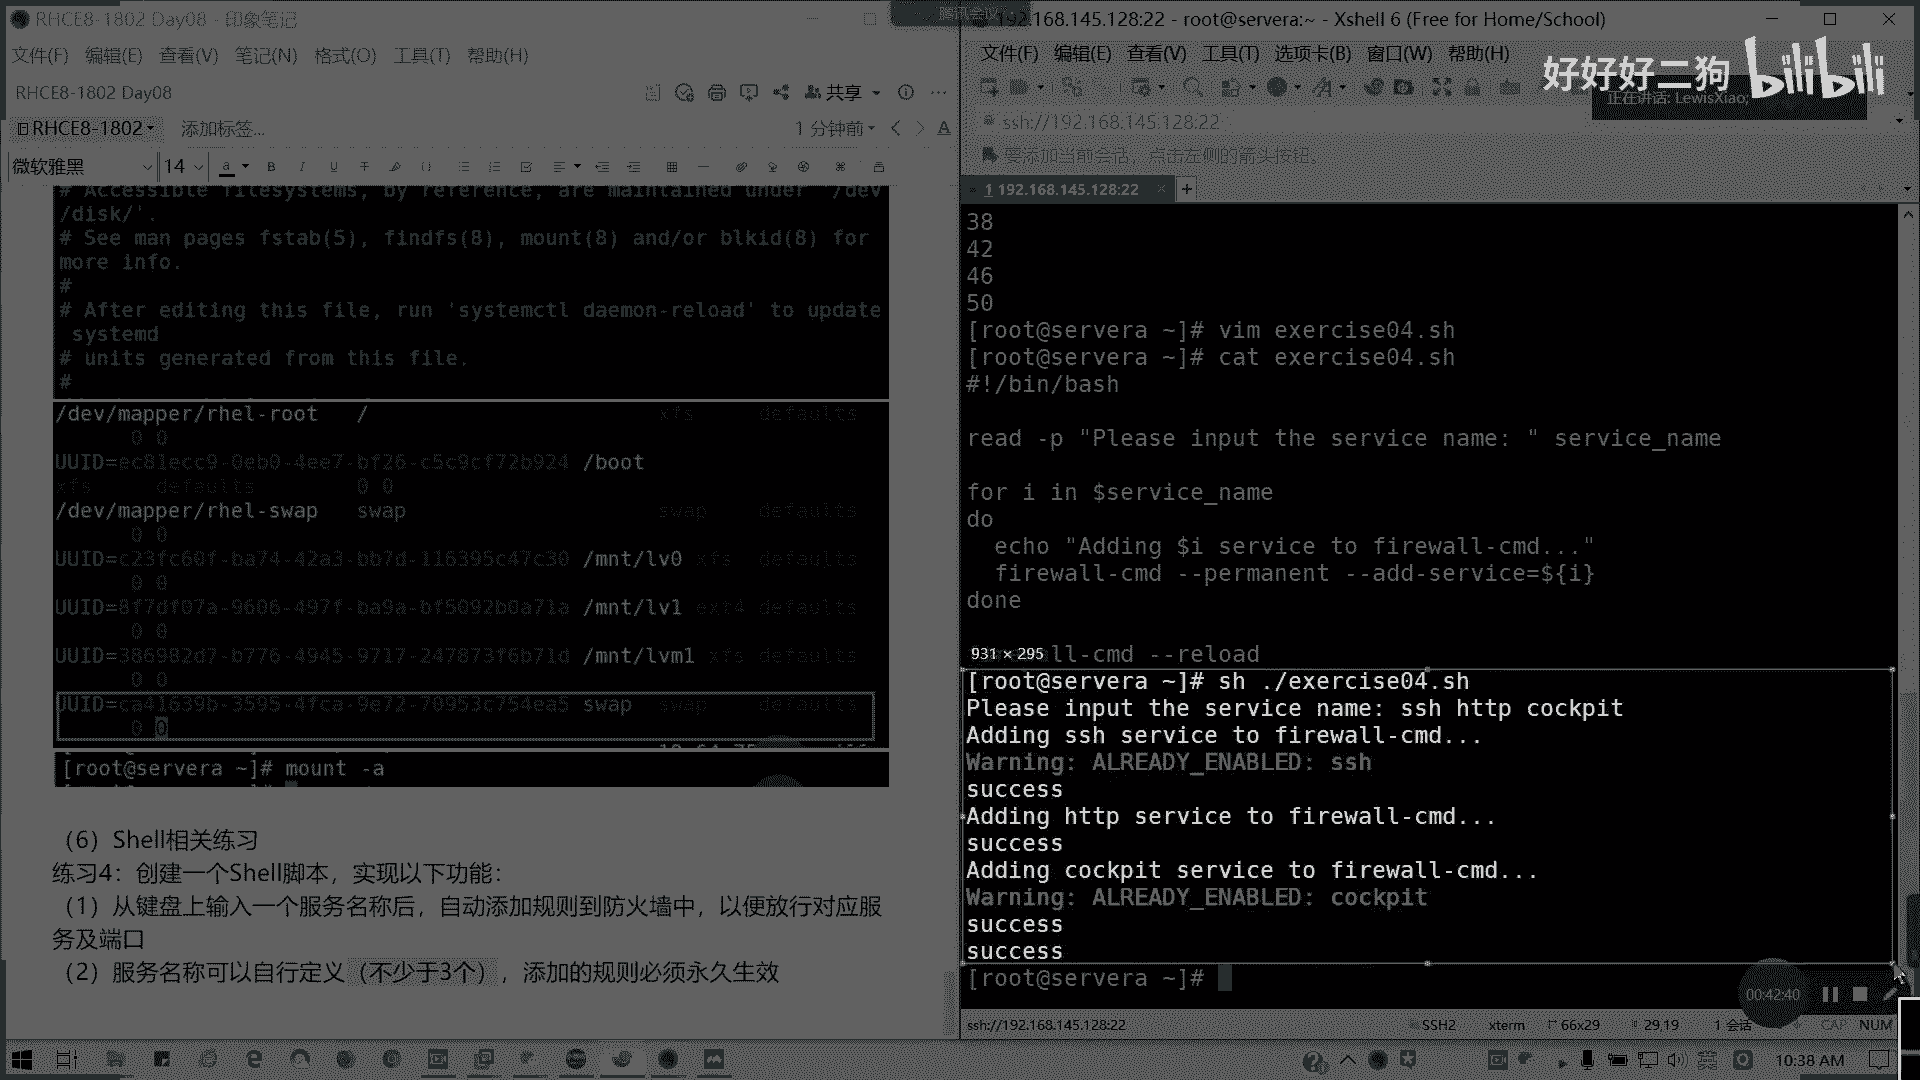 RHCE8-1802 Day08 - 印象笔记
文件(F) 编辑(E) 查看(V) 笔记(N) 格式(O) 工具(T) 帮助(H)
RHCE8-1802 Day08
共享
RHCE8-1802
添加标签...
1 分钟前
微软雅黑
14
# Accessible filesystems, by reference, are maintained under '/dev
/disk/'.
# See man pages fstab(5), findfs(8), mount(8) and/or blkid(8) for
more info.
#
# After editing this file, run 'systemctl daemon-reload' to update
systemd
# units generated from this file.
#
/dev/mapper/rhel-root / xfs defaults
0 0
UUID=ec81ecc9-0eb0-4ee7-bf26-c5c9cf72b924 /boot
xfs defaults 0 0
/dev/mapper/rhel-swap swap swap defaults
0 0
UUID=c23fc60f-ba74-42a3-bb7d-116395c47c30 /mnt/lv0 xfs defaults
0 0
UUID=8f7df07a-9606-497f-ba9a-bf5092b0a71a /mnt/lv1 ext4 defaults
0 0
UUID=386982d7-b776-4945-9717-247873f6b71d /mnt/lvm1 xfs defaults
0 0
UUID=ca41639b-3595-4fca-9e72-70953c754ea5 swap swap defaults
0 0
[root@servera ~]# mount -a
（6）Shell相关练习
练习4：创建一个Shell脚本，实现以下功能：
（1）从键盘上输入一个服务名称后，自动添加规则到防火墙中，以便放行对应服
务及端口
（2）服务名称可以自行定义（不少于3个），添加的规则必须永久生效
腾讯会议
192.168.145.128:22 - root@servera:~ - Xshell 6 (Free for Home/School)
文件(F) 编辑(E) 查看(V) 工具(T) 选项卡(B) 窗口(W) 帮助(H)
好好好二狗 bilibili
正在讲话: LewisXiao;
ssh://192.168.145.128:22
要添加当前会话，点击左侧的箭头按钮。
1 192.168.145.128:22
38
42
46
50
[root@servera ~]# vim exercise04.sh
[root@servera ~]# cat exercise04.sh
#!/bin/bash
read -p "Please input the service name: " service_name
for i in $service_name
do
echo "Adding $i service to firewall-cmd..."
firewall-cmd --permanent --add-service=${i}
done
931 × 295
ll-cmd --reload
[root@servera ~]# sh ./exercise04.sh
Please input the service name: ssh http cockpit
Adding ssh service to firewall-cmd...
Warning: ALREADY_ENABLED: ssh
success
Adding http service to firewall-cmd...
success
Adding cockpit service to firewall-cmd...
Warning: ALREADY_ENABLED: cockpit
success
success
[root@servera ~]#
00:42:40
ssh://192.168.145.128:22 SSH2 xterm 66x29 29,19 1 会话 CAP NUM
英
10:38 AM